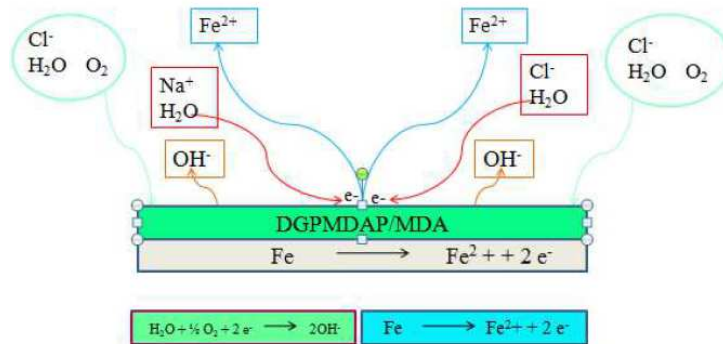 Fe²⁺ Fe²⁺
Cl⁻
H₂O O₂
Na⁺
H₂O
Cl⁻
H₂O
Cl⁻
H₂O O₂
OH⁻ OH⁻
e- e-
DGPMDAP/MDA
Fe ⟶ Fe²+ + 2 e⁻
H₂O + ½ O₂ + 2 e⁻ ⟶ 2OH⁻
Fe ⟶ Fe²+ + 2 e⁻